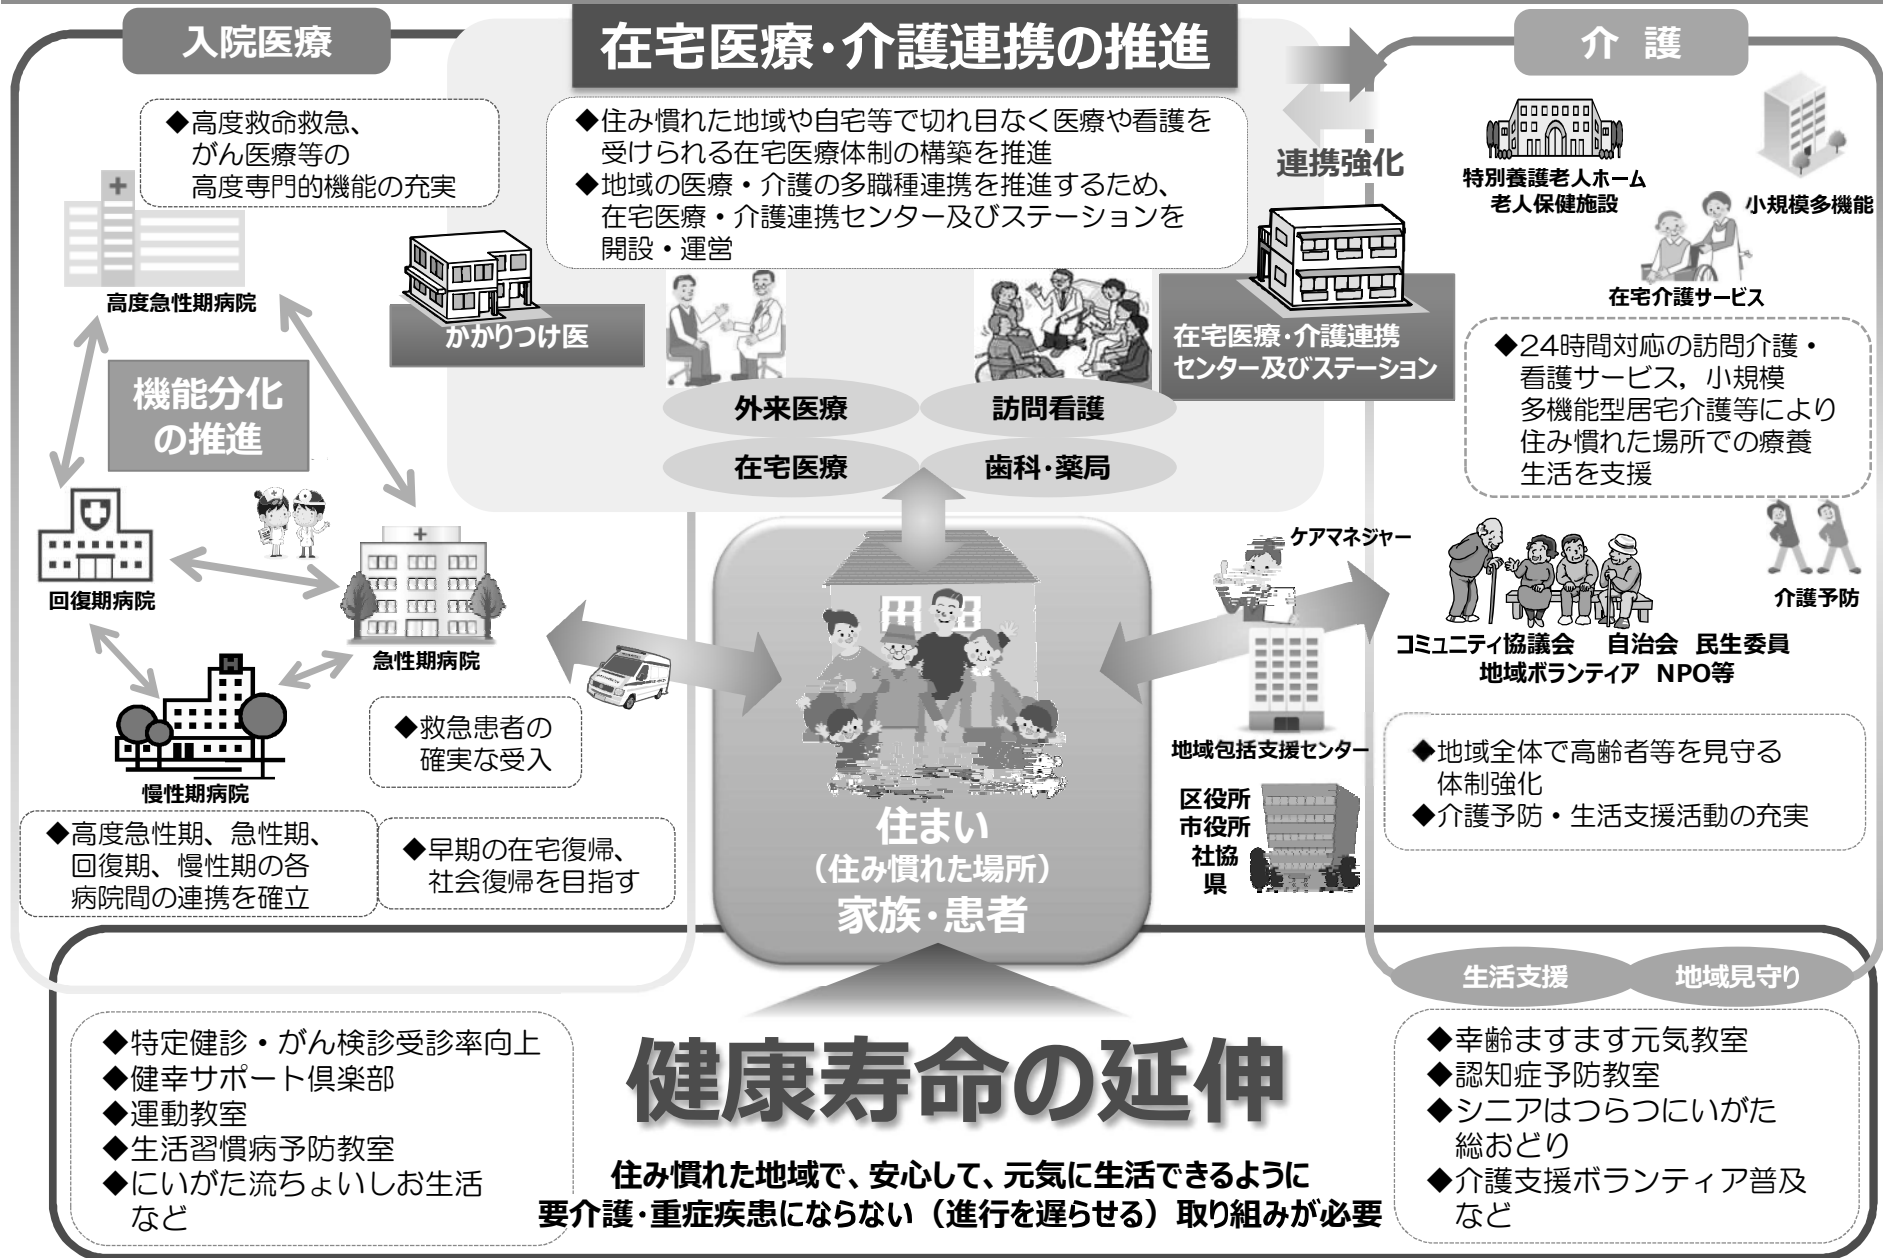 入院医療
在宅医療・介護連携の推進
介 護
◆高度救命救急、
がん医療等の
高度専門的機能の充実
◆住み慣れた地域や自宅等で切れ目なく医療や看護を
受けられる在宅医療体制の構築を推進
◆地域の医療・介護の多職種連携を推進するため、
在宅医療・介護連携センター及びステーションを
開設・運営
連携強化
特別養護老人ホーム
老人保健施設
小規模多機能
在宅介護サービス
高度急性期病院
かかりつけ医
在宅医療・介護連携
センター及びステーション
◆24時間対応の訪問介護・
看護サービス，小規模
多機能型居宅介護等により
住み慣れた場所での療養
生活を支援
機能分化
の推進
外来医療
訪問看護
在宅医療
歯科・薬局
回復期病院
急性期病院
慢性期病院
ケアマネジャー
介護予防
コミュニティ協議会 自治会 民生委員
地域ボランティア NPO等
◆救急患者の
確実な受入
地域包括支援センター
◆地域全体で高齢者等を見守る
体制強化
◆介護予防・生活支援活動の充実
区役所
市役所
社協
県
◆高度急性期、急性期、
回復期、慢性期の各
病院間の連携を確立
◆早期の在宅復帰、
社会復帰を目指す
住まい
（住み慣れた場所）
家族・患者
生活支援
地域見守り
◆特定健診・がん検診受診率向上
◆健幸サポート倶楽部
◆運動教室
◆生活習慣病予防教室
◆にいがた流ちょいしお生活
など
健康寿命の延伸
住み慣れた地域で、安心して、元気に生活できるように
要介護・重症疾患にならない（進行を遅らせる）取り組みが必要
◆幸齢ますます元気教室
◆認知症予防教室
◆シニアはつらつにいがた
総おどり
◆介護支援ボランティア普及
など